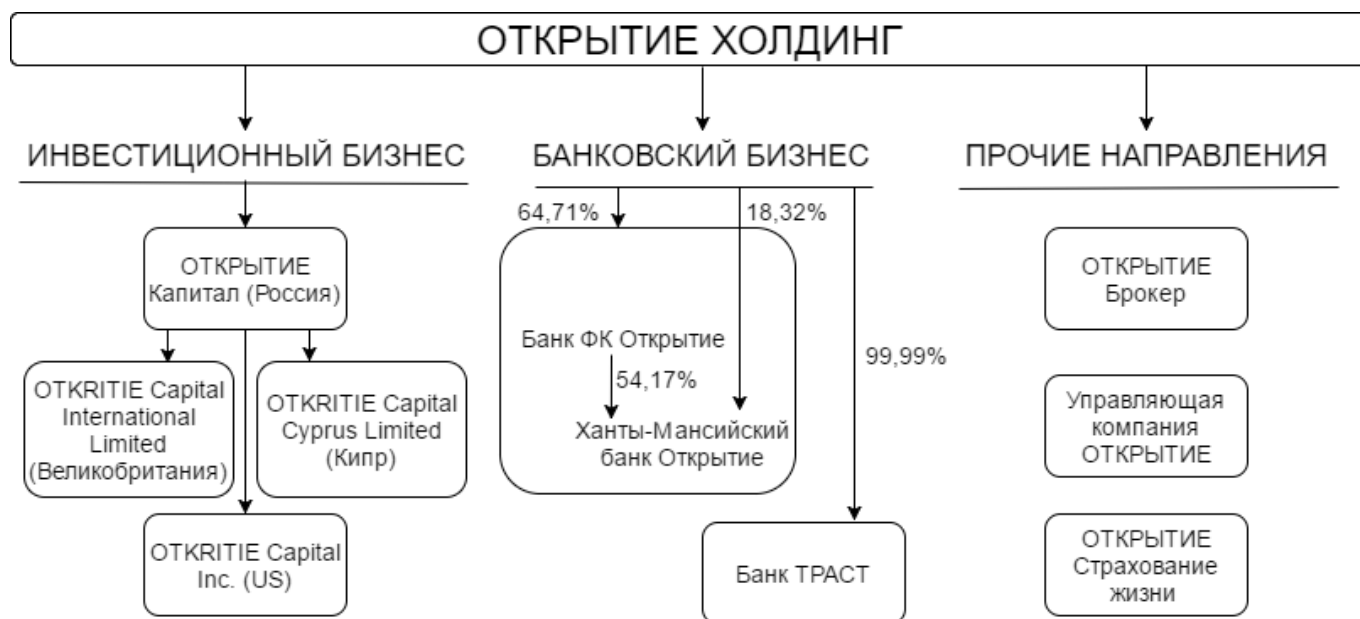 ОТКРЫТИЕ ХОЛДИНГ
ИНВЕСТИЦИОННЫЙ БИЗНЕС
ОТКРЫТИЕ
Капитал (Россия)
OTKRITIE Capital
International
Limited
(Великобритания)
OTKRITIE Capital
Cyprus Limited
(Кипр)
OTKRITIE Capital
Inc. (US)
БАНКОВСКИЙ БИЗНЕС
64,71%
18,32%
Банк ФК Открытие
54,17%
99,99%
Ханты-Мансийский
банк Открытие
Банк ТРАСТ
ПРОЧИЕ НАПРАВЛЕНИЯ
ОТКРЫТИЕ
Брокер
Управляющая
компания
ОТКРЫТИЕ
ОТКРЫТИЕ
Страхование
жизни